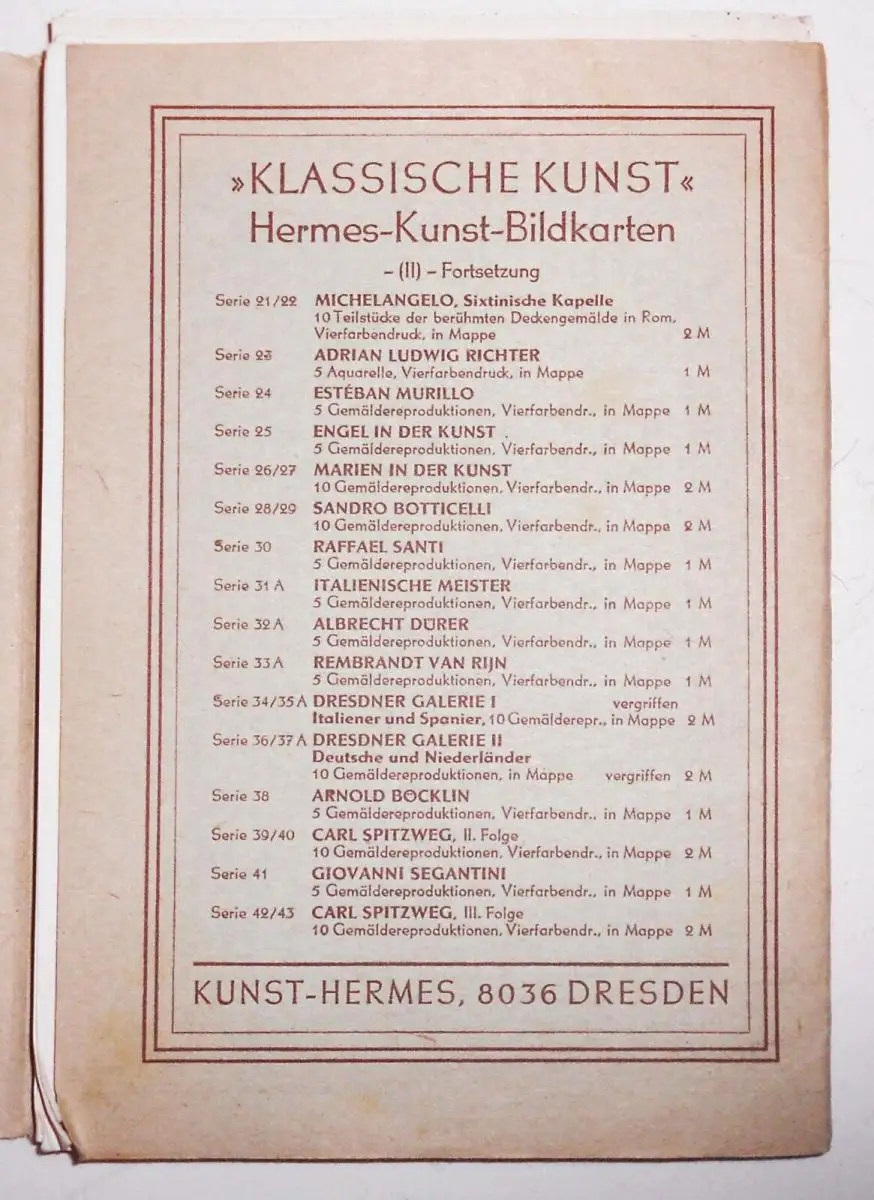 »KLASSISCHE KUNST«
Hermes-Kunst-Bildkarten
- (II) - Fortsetzung
Serie 21/22 MICHELANGELO, Sixtinische Kapelle
10 Teilstücke der berühmten Deckengemälde in Rom,
Vierfarbendruck, in Mappe 2 M
Serie 23 ADRIAN LUDWIG RICHTER
5 Aquarelle, Vierfarbendruck, in Mappe 1 M
Serie 24 ESTÉBAN MURILLO
5 Gemäldereproduktionen, Vierfarbendr., in Mappe 1 M
Serie 25 ENGEL IN DER KUNST
5 Gemäldereproduktionen, Vierfarbendr., in Mappe 1 M
Serie 26/27 MARIEN IN DER KUNST
10 Gemäldereproduktionen, Vierfarbendr., in Mappe 2 M
Serie 28/29 SANDRO BOTTICELLI
10 Gemäldereproduktionen, Vierfarbendr., in Mappe 2 M
Serie 30 RAFFAEL SANTI
5 Gemäldereproduktionen, Vierfarbendr., in Mappe 1 M
Serie 31 A ITALIENISCHE MEISTER
5 Gemäldereproduktionen, Vierfarbendr., in Mappe 1 M
Serie 32 A ALBRECHT DÜRER
5 Gemäldereproduktionen, Vierfarbendr., in Mappe 1 M
Serie 33 A REMBRANDT VAN RIJN
5 Gemäldereproduktionen, Vierfarbendr., in Mappe 1 M
Serie 34/35 A DRESDNER GALERIE I vergriffen
Italiener und Spanier, 10 Gemälderepr., in Mappe 2 M
Serie 36/37 A DRESDNER GALERIE II
Deutsche und Niederländer
10 Gemäldereproduktionen, in Mappe vergriffen 2 M
Serie 38 ARNOLD BÖCKLIN
5 Gemäldereproduktionen, Vierfarbendr., in Mappe 1 M
Serie 39/40 CARL SPITZWEG, II. Folge
10 Gemäldereproduktionen, Vierfarbendr., in Mappe 2 M
Serie 41 GIOVANNI SEGANTINI
5 Gemäldereproduktionen, Vierfarbendr., in Mappe 1 M
Serie 42/43 CARL SPITZWEG, III. Folge
10 Gemäldereproduktionen, Vierfarbendr., in Mappe 2 M
KUNST-HERMES, 8036 DRESDEN